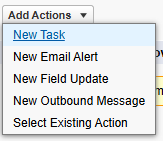 Add Actions
New Task
New Email Alert
New Field Update
New Outbound Message
Select Existing Action